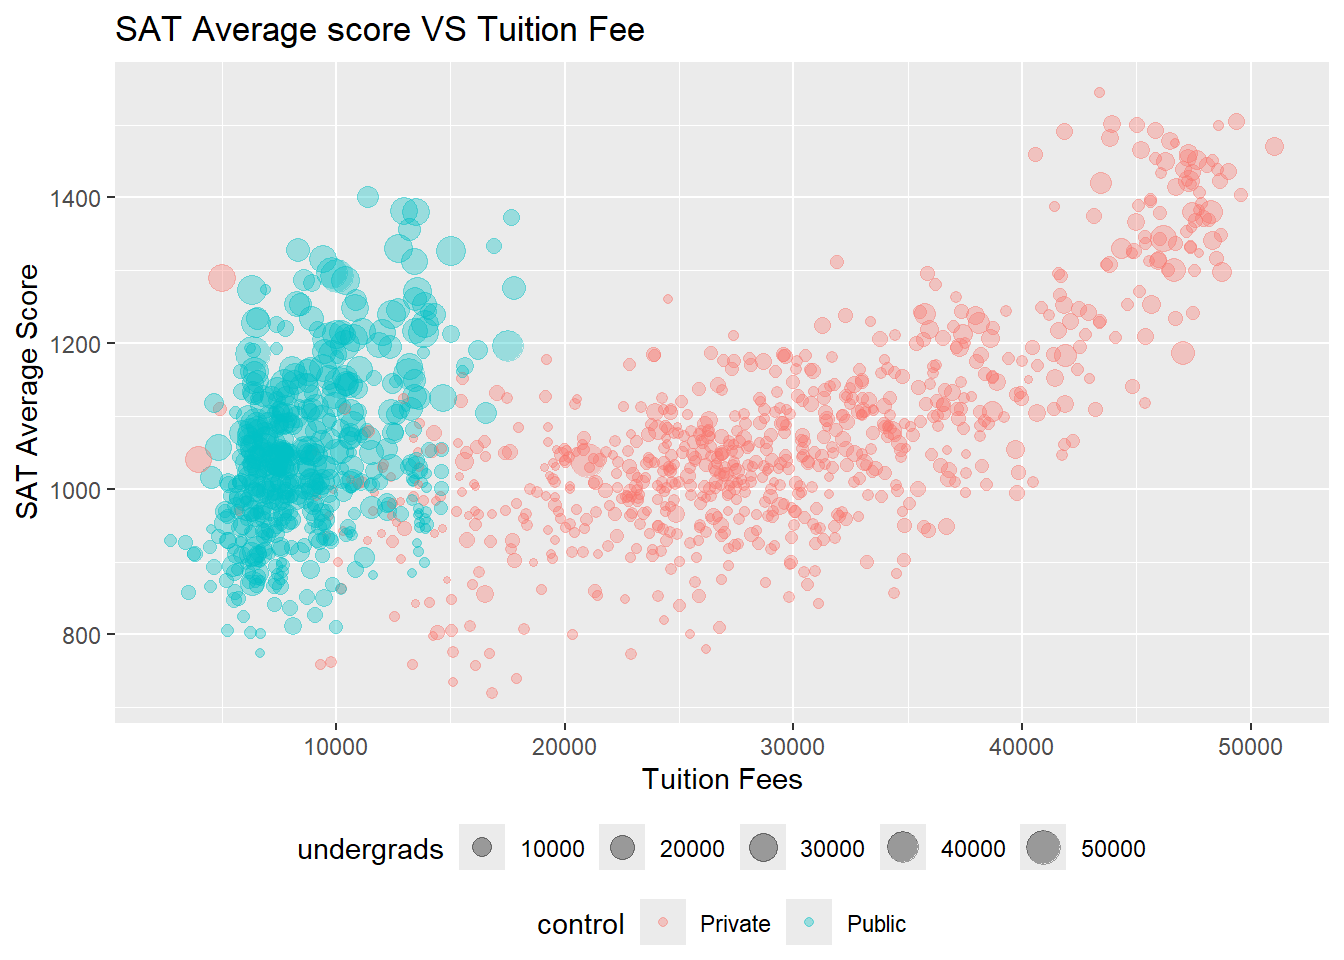 SAT Average score VS Tuition Fee
SAT Average Score
1400
1200
1000
800
10000 20000 30000 40000 50000
Tuition Fees
undergrads 10000 20000 30000 40000 50000
control Private Public